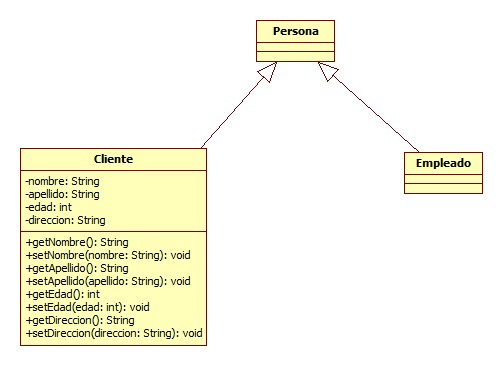 Persona
Cliente
-nombre: String
-apellido: String
-edad: int
-direccion: String
+getNombre(): String
+setNombre(nombre: String): void
+getApellido(): String
+setApellido(apellido: String): void
+getEdad(): int
+setEdad(edad: int): void
+getDireccion(): String
+setDireccion(direccion: String): void
Empleado